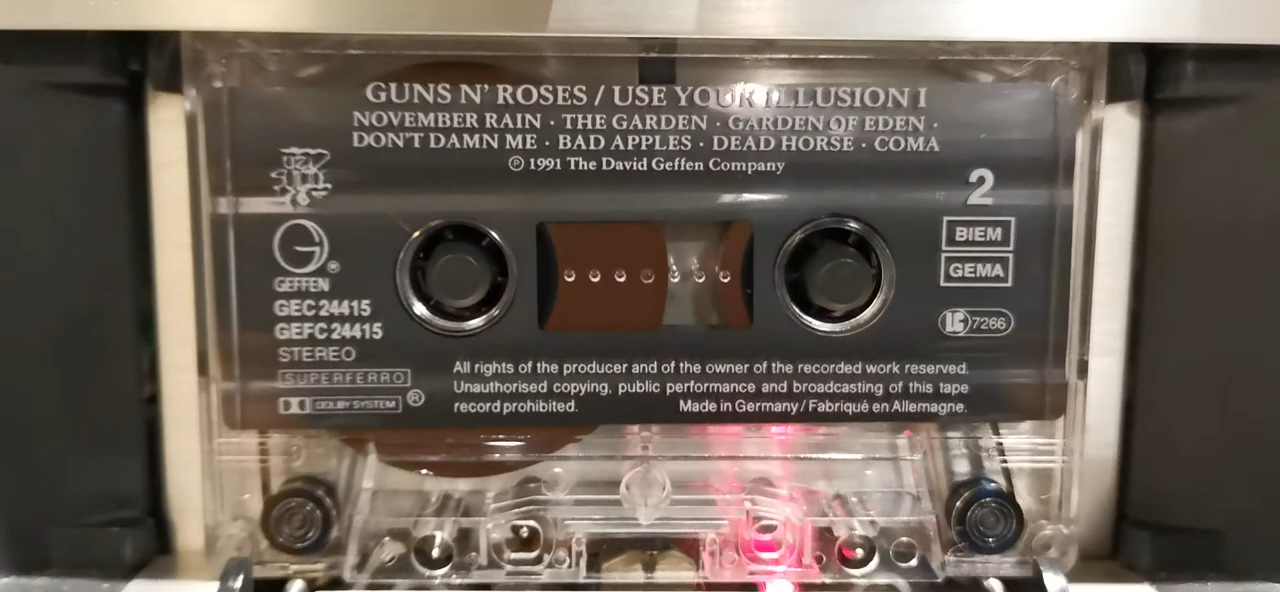 GUNS N' ROSES / USE YOUR ILLUSION I
NOVEMBER RAIN · THE GARDEN · GARDEN OF EDEN ·
DON'T DAMN ME · BAD APPLES · DEAD HORSE · COMA
℗ 1991 The David Geffen Company
2
BIEM
GEMA
LC 7266
G
GEFFEN
GEC 24415
GEFC 24415
STEREO
SUPERFERRO
DOLBY SYSTEM ®
All rights of the producer and of the owner of the recorded work reserved.
Unauthorised copying, public performance and broadcasting of this tape
record prohibited. Made in Germany / Fabriqué en Allemagne.